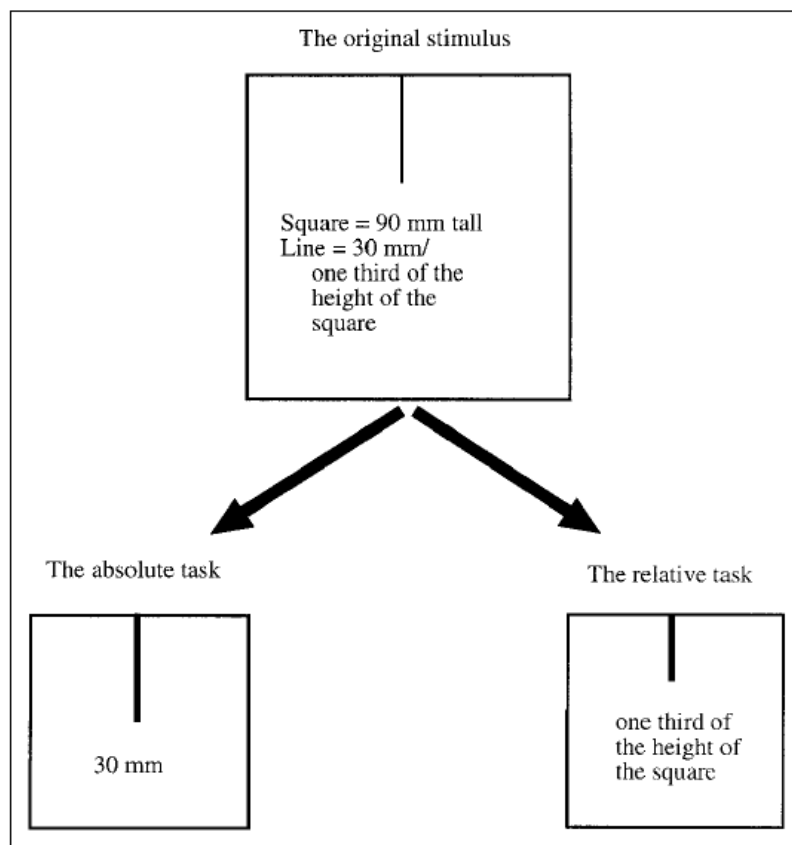 The original stimulus
Square = 90 mm tall
Line = 30 mm/
one third of the
height of the
square
The absolute task
The relative task
30 mm
one third of
the height of
the square